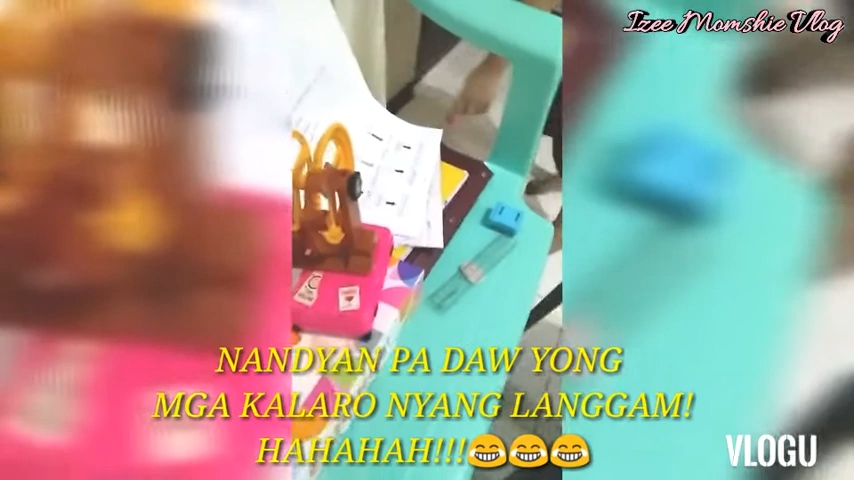 Izee Momshie Vlog
NANDYAN PA DAW YONG
MGA KALARO NYANG LANGGAM!
HAHAHAH!!!😂😂😂
VLOGU